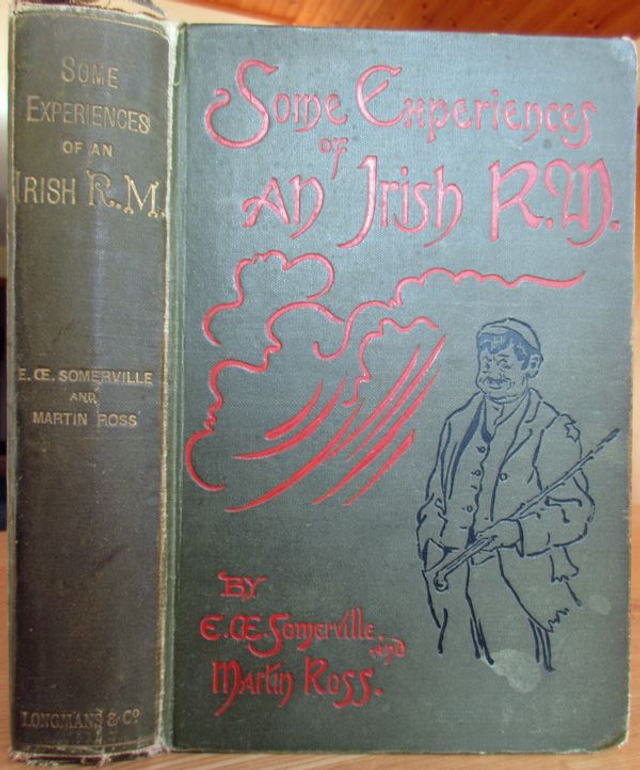 SOME
EXPERIENCES
OF AN
IRISH R.M.
E. Œ. SOMERVILLE
AND
MARTIN ROSS
LONGMANS & Co
Some Experiences
of
AN Irish R.M.
BY
E. Œ. Somerville,
AND
Martin Ross.